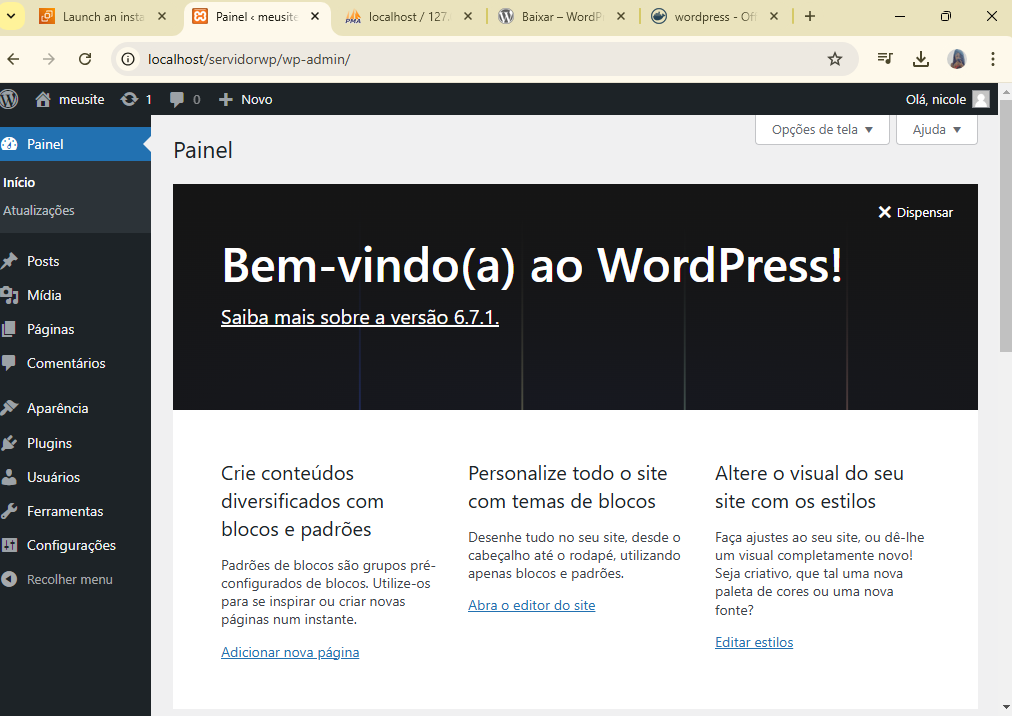 Launch an insta
Painel ‹ meusite
localhost / 127.
Baixar – WordP
wordpress - Off
localhost/servidorwp/wp-admin/
meusite
1
0
Novo
Olá, nicole
Painel
Início
Atualizações
Posts
Mídia
Páginas
Comentários
Aparência
Plugins
Usuários
Ferramentas
Configurações
Recolher menu
Opções de tela
Ajuda
Painel
Dispensar
Bem-vindo(a) ao WordPress!
Saiba mais sobre a versão 6.7.1.
Crie conteúdos
diversificados com
blocos e padrões
Padrões de blocos são grupos pré-
configurados de blocos. Utilize-os
para se inspirar ou criar novas
páginas num instante.
Adicionar nova página
Personalize todo o site
com temas de blocos
Desenhe tudo no seu site, desde o
cabeçalho até o rodapé, utilizando
apenas blocos e padrões.
Abra o editor do site
Altere o visual do seu
site com os estilos
Faça ajustes ao seu site, ou dê-lhe
um visual completamente novo!
Seja criativo, que tal uma nova
paleta de cores ou uma nova
fonte?
Editar estilos